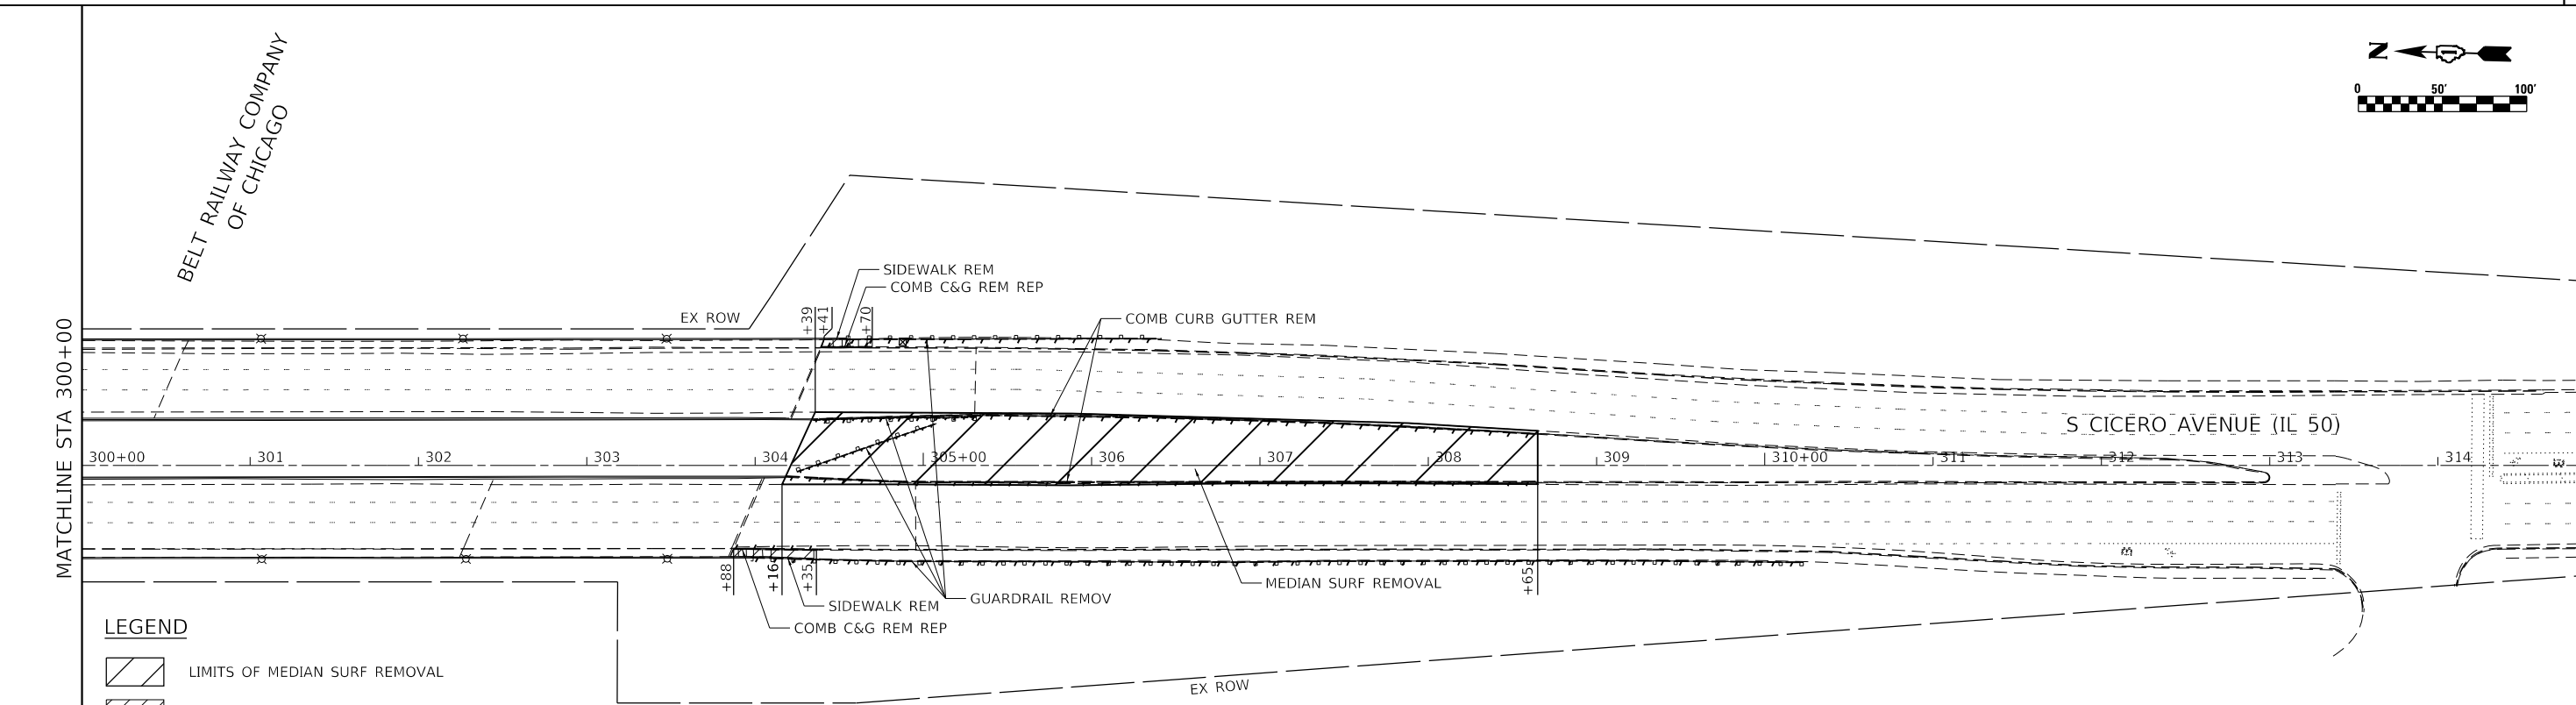 N
0 50' 100'
BELT RAILWAY COMPANY
OF CHICAGO
SIDEWALK REM
COMB C&G REM REP
EX ROW
+39
+41
+70
COMB CURB GUTTER REM
MATCHLINE STA 300+00
S CICERO AVENUE (IL 50)
300+00 301 302 303 304 305+00 306 307 308 309 310+00 311 312 313 314
+88
+16
+35
+65
MEDIAN SURF REMOVAL
GUARDRAIL REMOV
SIDEWALK REM
COMB C&G REM REP
LEGEND
LIMITS OF MEDIAN SURF REMOVAL
EX ROW